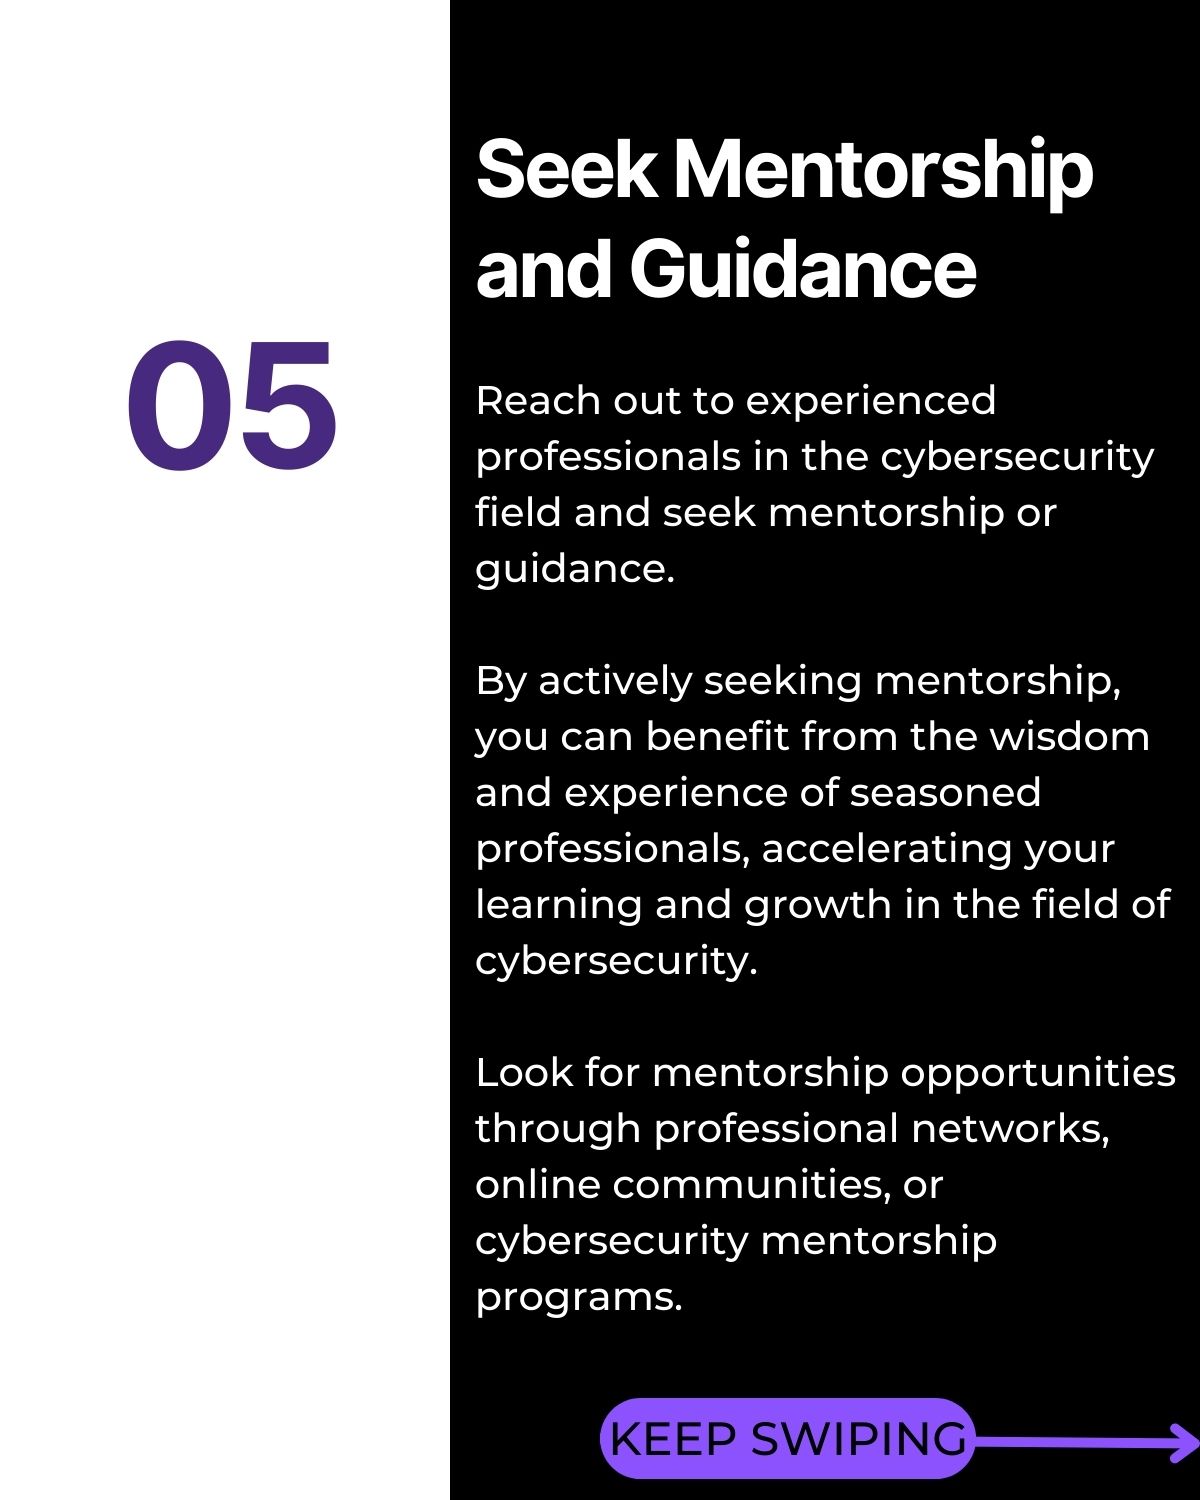 05
Seek Mentorship
and Guidance
Reach out to experienced
professionals in the cybersecurity
field and seek mentorship or
guidance.
By actively seeking mentorship,
you can benefit from the wisdom
and experience of seasoned
professionals, accelerating your
learning and growth in the field of
cybersecurity.
Look for mentorship opportunities
through professional networks,
online communities, or
cybersecurity mentorship
programs.
KEEP SWIPING